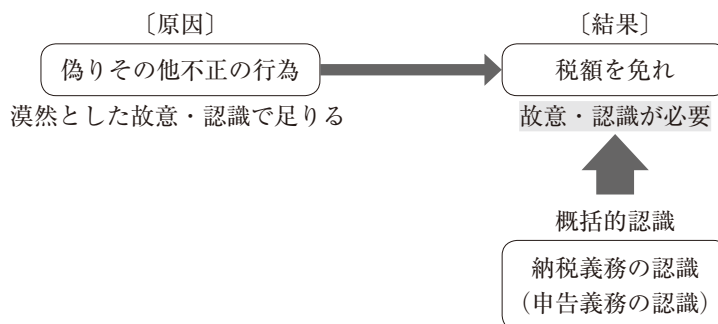 〔原因〕
〔結果〕
偽りその他不正の行為
税額を免れ
漠然とした故意・認識で足りる
故意・認識が必要
概括的認識
納税義務の認識
（申告義務の認識）